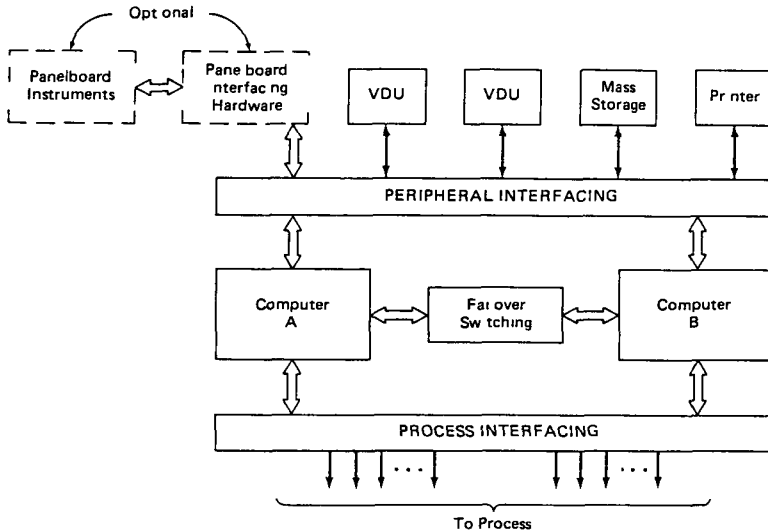 Opt onal
Panelboard
Instruments
Pane board
nterfac ng
Hardware
VDU
VDU
Mass
Storage
Pr nter
PERIPHERAL INTERFACING
Computer
A
Fa over
Sw tching
Computer
B
PROCESS INTERFACING
...
...
To Process